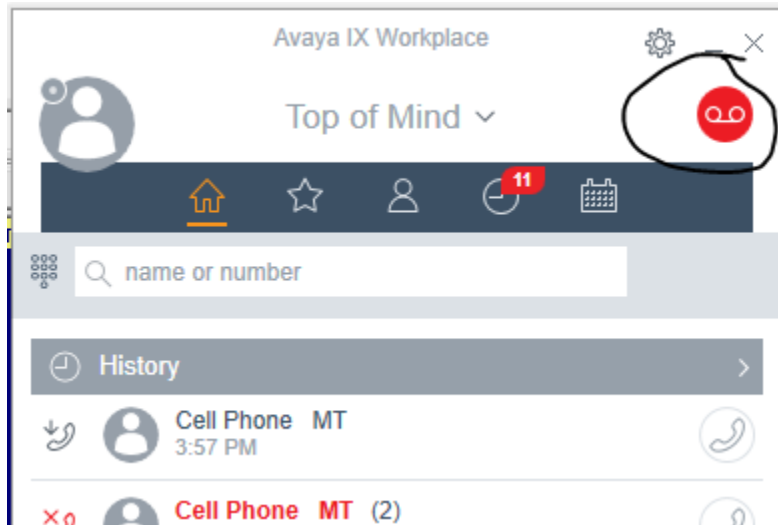 Avaya IX Workplace
Top of Mind
11
name or number
History
Cell Phone MT
3:57 PM
Cell Phone MT (2)